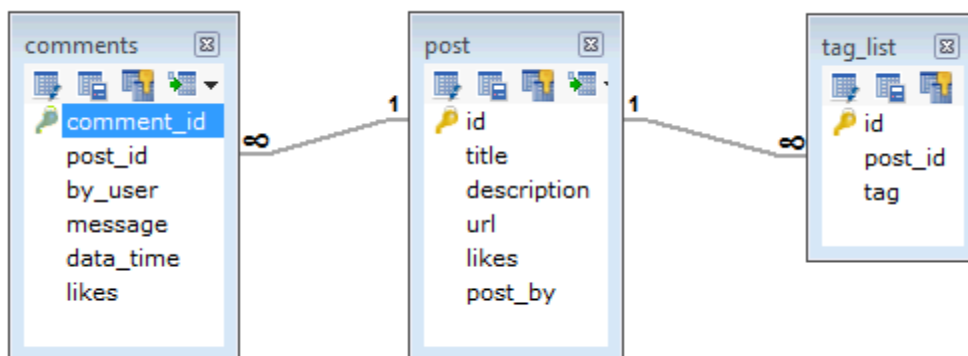 comments
comment_id
post_id
by_user
message
data_time
likes
∞
1
post
id
title
description
url
likes
post_by
1
∞
tag_list
id
post_id
tag